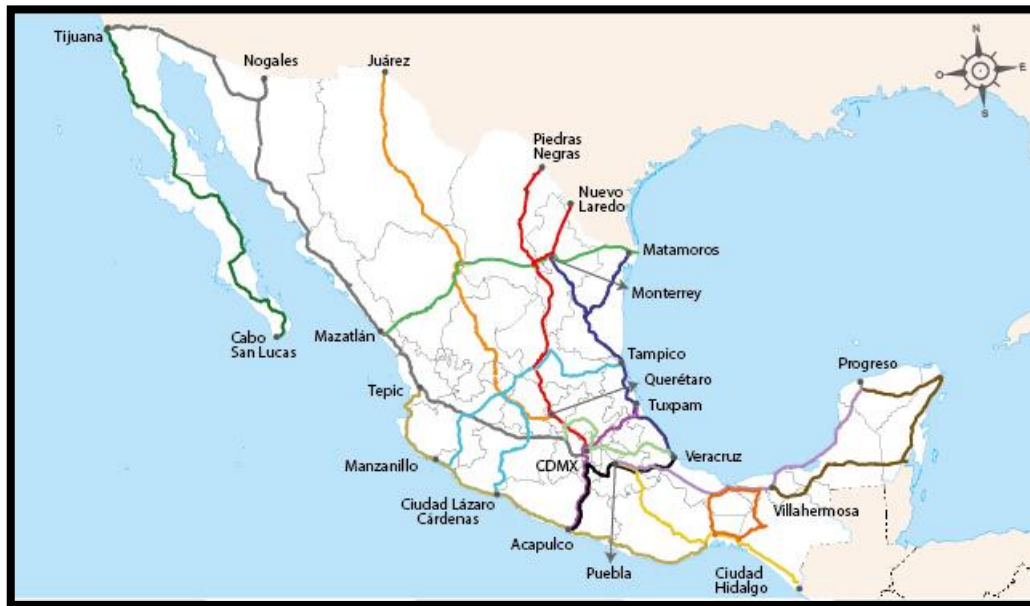 N
Tijuana
E
O
S
Nogales
Juárez
Piedras
Negras
Nuevo
Laredo
Matamoros
Monterrey
Cabo
San Lucas
Mazatlán
Tampico
Progreso
Tepic
Querétaro
Tuxpam
Manzanillo
CDMX
Veracruz
Ciudad Lázaro
Cárdenas
Villahermosa
Acapulco
Puebla
Ciudad
Hidalgo